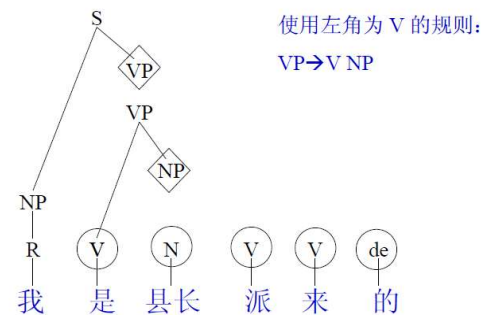 S
使用左角为 V 的规则:
VP
VP→V NP
VP
NP
NP
R V N V V de
我 是 县长 派 来 的